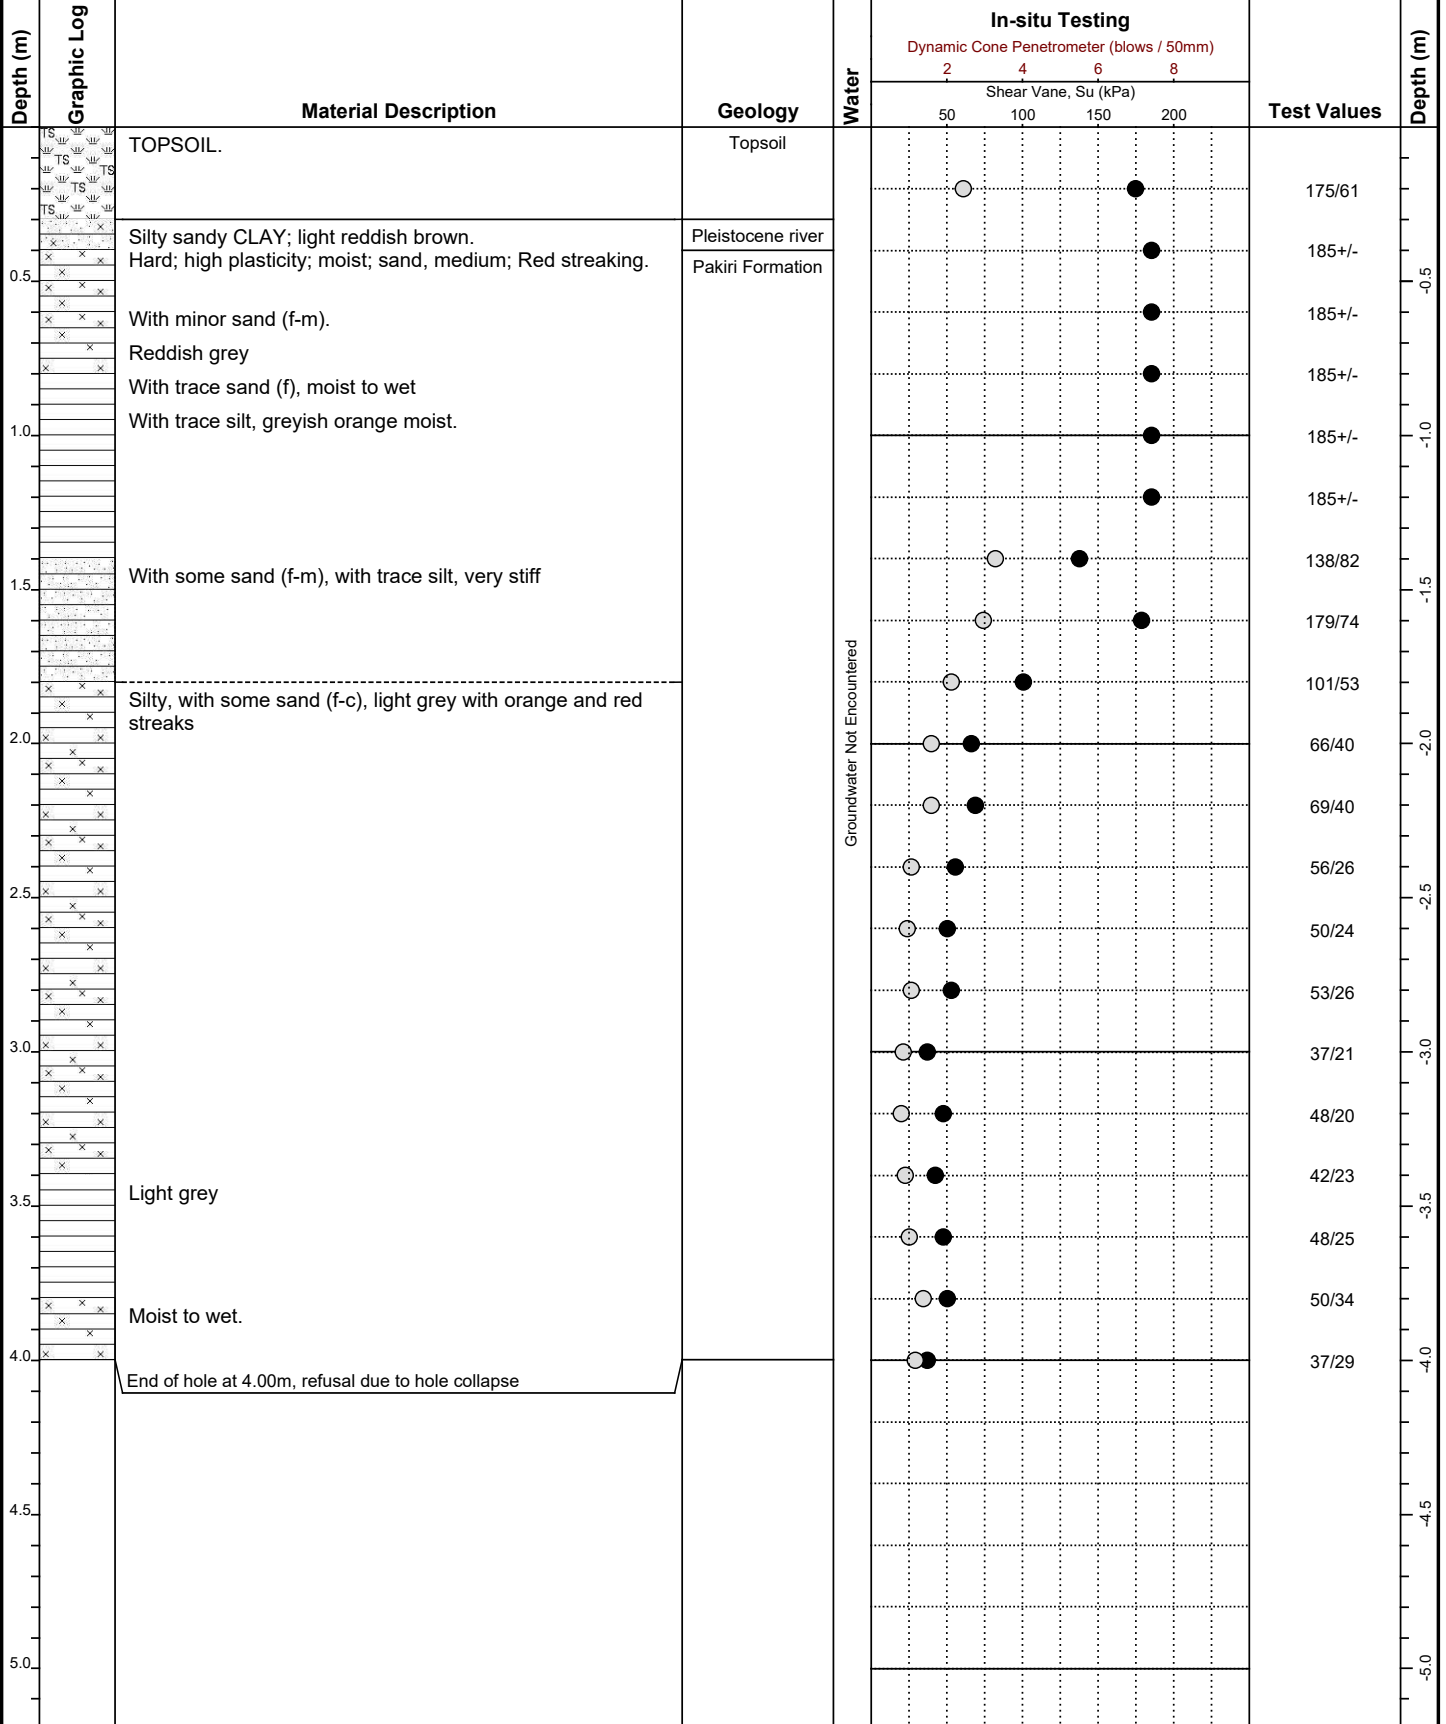 In-situ Testing
Dynamic Cone Penetrometer (blows / 50mm)
2 4 6 8
Shear Vane, Su (kPa)
50 100 150 200
Depth (m)
Graphic Log
Material Description
Geology
Water
Test Values
Depth (m)
TS
TS
TS
TS
TS
TOPSOIL.
Topsoil
175/61
Silty sandy CLAY; light reddish brown.
Pleistocene river
Hard; high plasticity; moist; sand, medium; Red streaking.
Pakiri Formation
185+/-
0.5
-0.5
With minor sand (f-m).
185+/-
Reddish grey
With trace sand (f), moist to wet
185+/-
With trace silt, greyish orange moist.
1.0
185+/-
-1.0
185+/-
138/82
With some sand (f-m), with trace silt, very stiff
1.5
-1.5
179/74
101/53
Silty, with some sand (f-c), light grey with orange and red
streaks
2.0
66/40
-2.0
Groundwater Not Encountered
69/40
56/26
2.5
-2.5
50/24
53/26
3.0
37/21
-3.0
48/20
42/23
Light grey
3.5
-3.5
48/25
50/34
Moist to wet.
4.0
37/29
-4.0
End of hole at 4.00m, refusal due to hole collapse
4.5
-4.5
5.0
-5.0